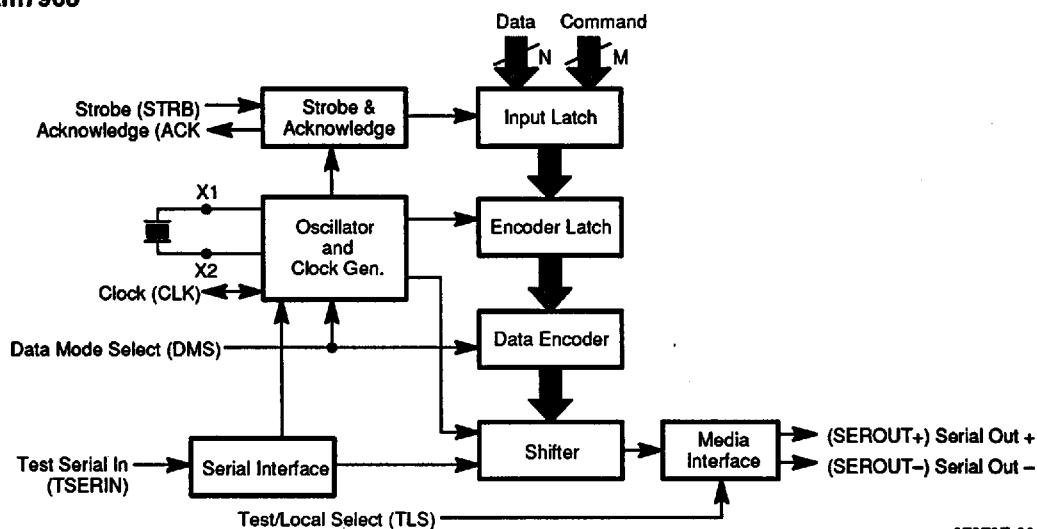 Data Command
N M
Strobe (STRB)
Acknowledge (ACK
Strobe &
Acknowledge
Input Latch
X1
X2
Oscillator
and
Clock Gen.
Encoder Latch
Clock (CLK)
Data Mode Select (DMS)
Data Encoder
Test Serial In
(TSERIN)
Serial Interface
Shifter
Media
Interface
(SEROUT+) Serial Out +
(SEROUT–) Serial Out –
Test/Local Select (TLS)